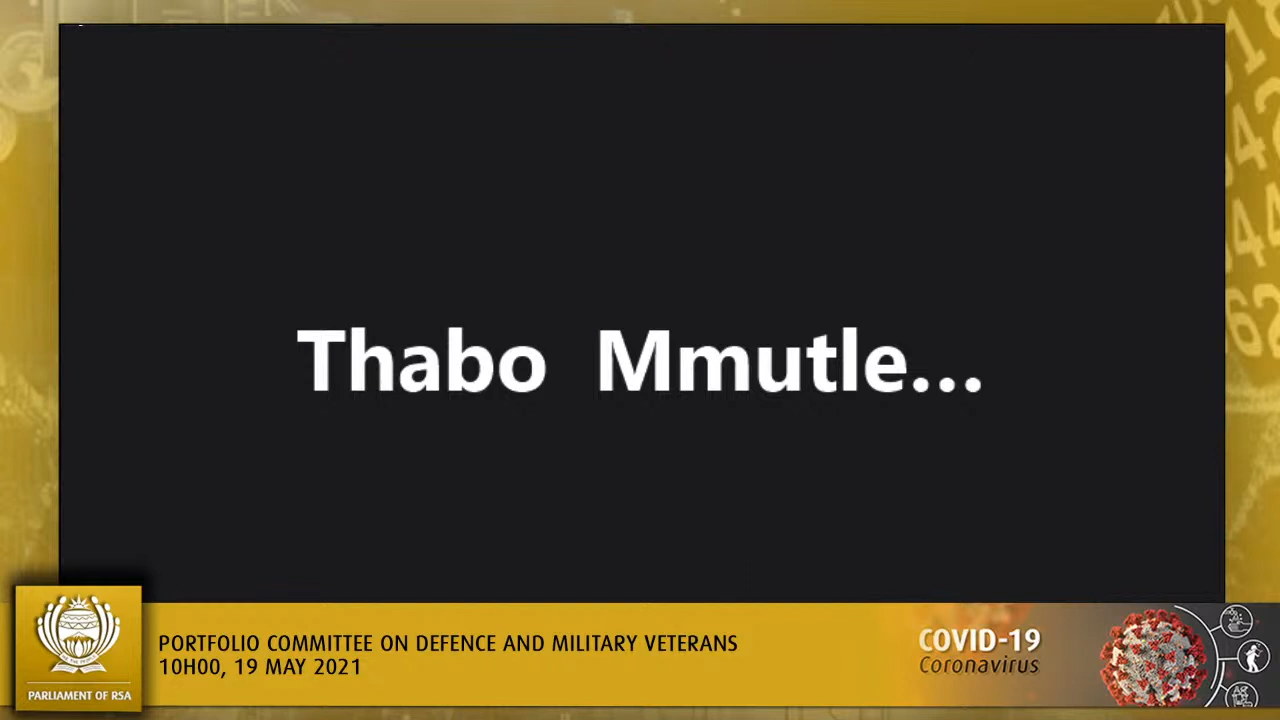 Thabo Mmutle...
PORTFOLIO COMMITTEE ON DEFENCE AND MILITARY VETERANS
10H00, 19 MAY 2021
COVID-19
Coronavirus
PARLIAMENT OF RSA